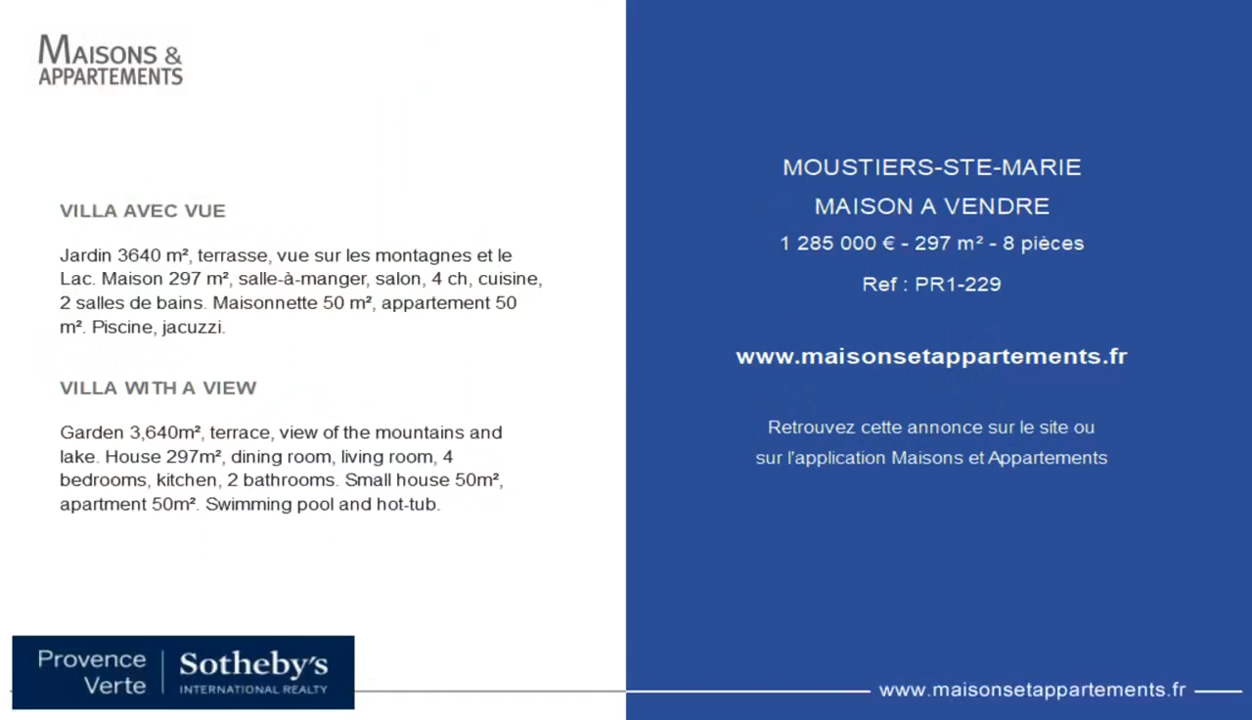 MAISONS &
APPARTEMENTS
VILLA AVEC VUE
Jardin 3640 m², terrasse, vue sur les montagnes et le
Lac. Maison 297 m², salle-à-manger, salon, 4 ch, cuisine,
2 salles de bains. Maisonnette 50 m², appartement 50
m². Piscine, jacuzzi.
VILLA WITH A VIEW
Garden 3,640m², terrace, view of the mountains and
lake. House 297m², dining room, living room, 4
bedrooms, kitchen, 2 bathrooms. Small house 50m²,
apartment 50m². Swimming pool and hot-tub.
Provence
Verte
Sotheby's
INTERNATIONAL REALTY
MOUSTIERS-STE-MARIE
MAISON A VENDRE
1 285 000 € - 297 m² - 8 pièces
Ref : PR1-229
www.maisonsetappartements.fr
Retrouvez cette annonce sur le site ou
sur l'application Maisons et Appartements
www.maisonsetappartements.fr